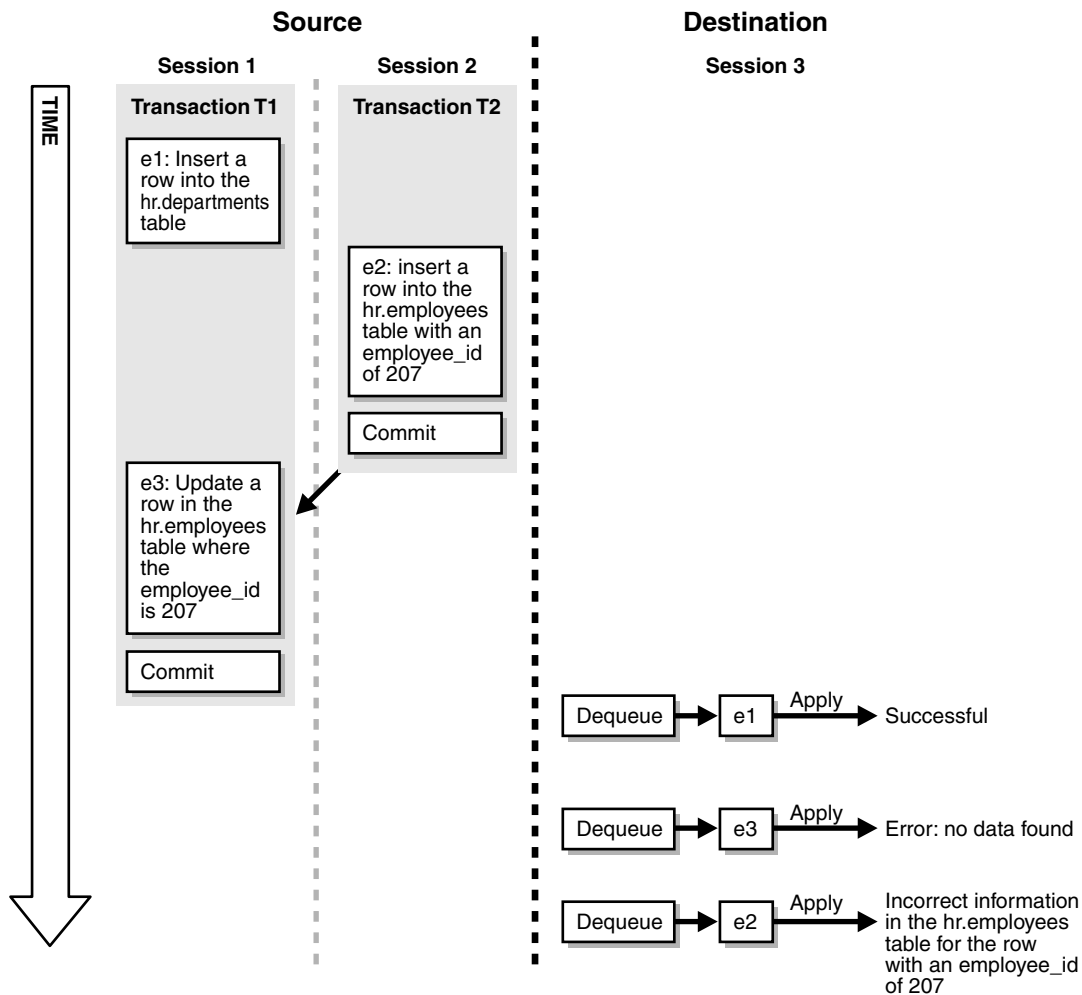 Source
Destination
Session 1
Session 2
Session 3
TIME
Transaction T1
Transaction T2
e1: Insert a
row into the
hr.departments
table
e2: insert a
row into the
hr.employees
table with an
employee_id
of 207
Commit
e3: Update a
row in the
hr.employees
table where
the
employee_id
is 207
Commit
Dequeue
e1
Apply
Successful
Dequeue
e3
Apply
Error: no data found
Dequeue
e2
Apply
Incorrect information
in the hr.employees
table for the row
with an employee_id
of 207